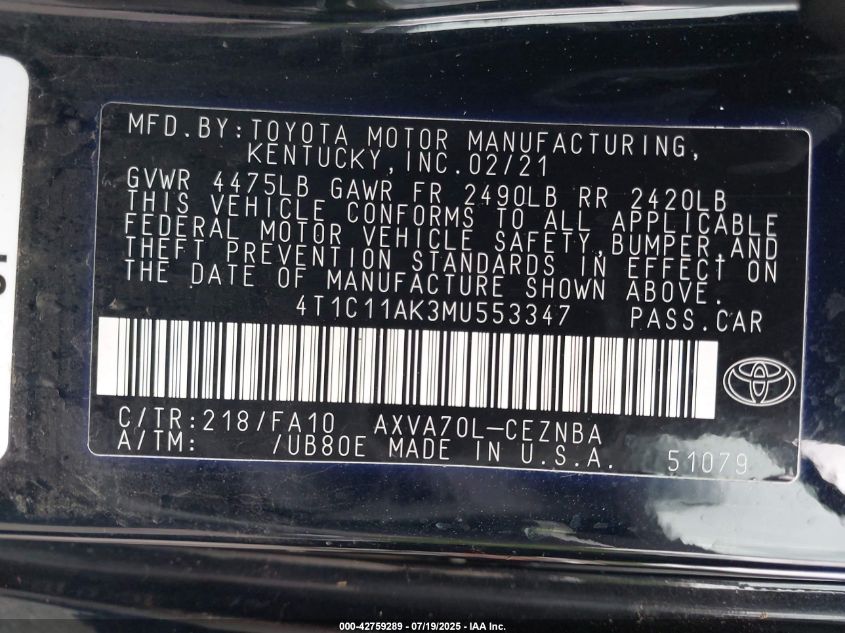 MFD.BY:TOYOTA MOTOR MANUFACTURING,
KENTUCKY,INC.02/21
GVWR 4475LB GAWR FR 2490LB RR 2420LB
THIS VEHICLE CONFORMS TO ALL APPLICABLE
FEDERAL MOTOR VEHICLE SAFETY,BUMPER,AND
THEFT PREVENTION STANDARDS IN EFFECT ON
THE DATE OF MANUFACTURE SHOWN ABOVE.
4T1C11AK3MU553347 PASS.CAR
C/TR:218/FA10 AXVA70L-CEZNBA
A/TM: /UB80E MADE IN U.S.A. 51079
000-42759289 - 07/19/2025 - IAA Inc.